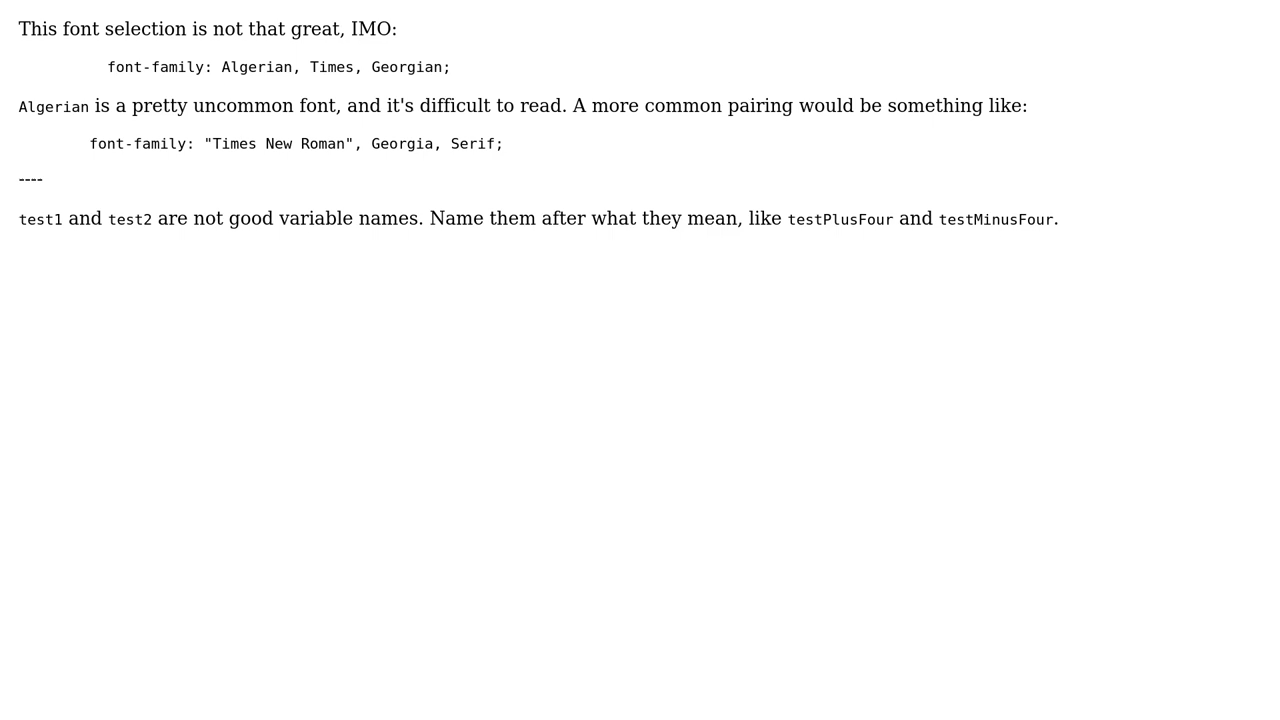 This font selection is not that great, IMO:
font-family: Algerian, Times, Georgian;
Algerian is a pretty uncommon font, and it's difficult to read. A more common pairing would be something like:
font-family: "Times New Roman", Georgia, Serif;
----
test1 and test2 are not good variable names. Name them after what they mean, like testPlusFour and testMinusFour.